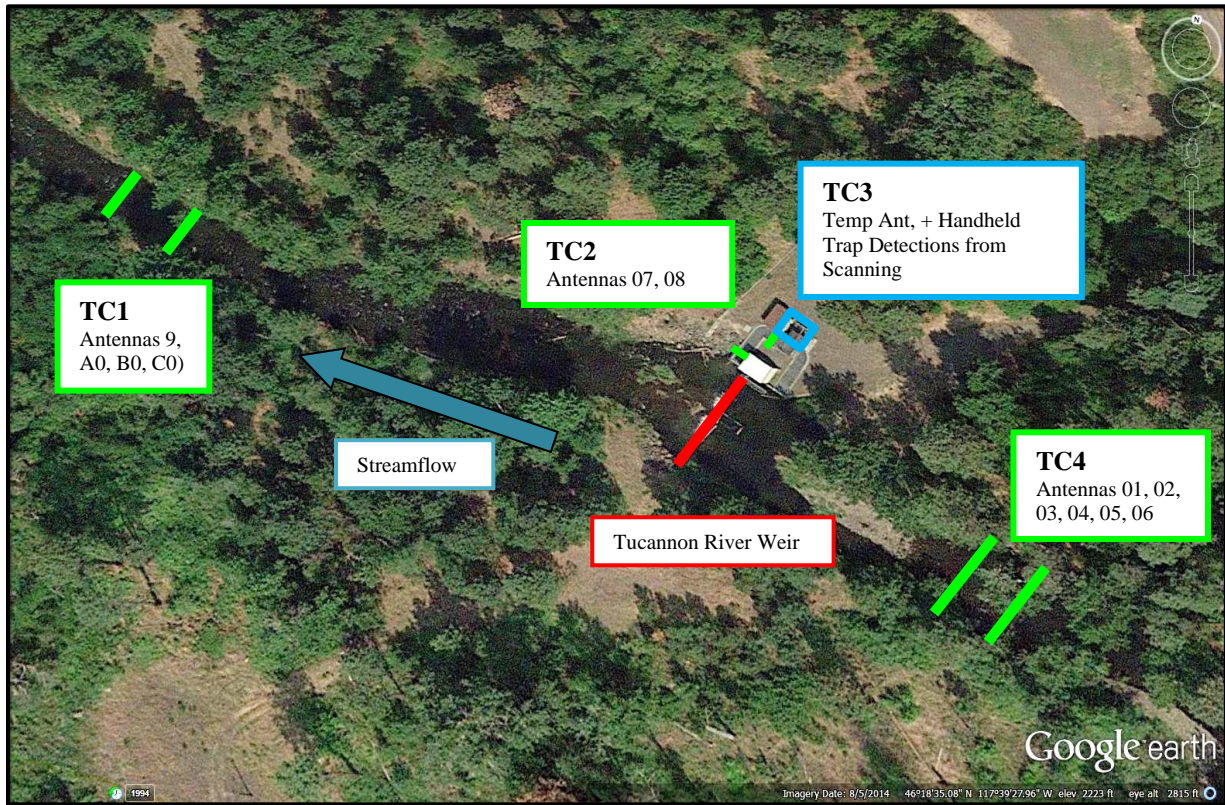 N
TC3
Temp Ant, + Handheld
Trap Detections from
Scanning
TC2
Antennas 07, 08
TC1
Antennas 9,
A0, B0, C0)
Streamflow
TC4
Antennas 01, 02,
03, 04, 05, 06
Tucannon River Weir
Google earth
1994
Imagery Date: 8/5/2014 46°18'35.08" N 117°39'27.96" W elev 2223 ft eye alt 2815 ft